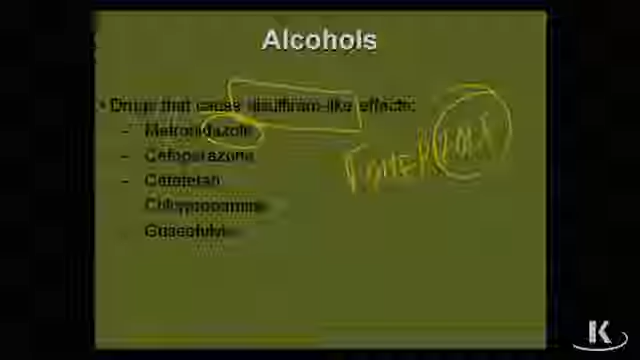 Alcohols
• Drugs that cause disulfiram-like effects:
- Metronidazole
- Cefoperazone
- Cefotetan
Chlorpropamide
- Griseofulvin
K